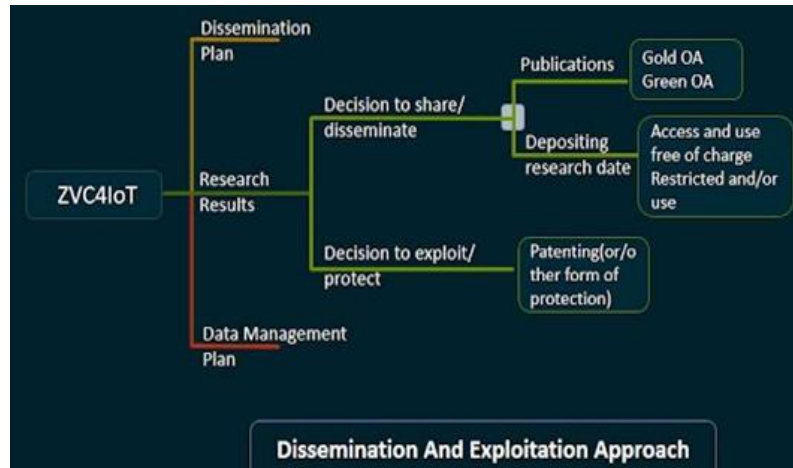 Dissemination
Plan
Publications
Gold OA
Green OA
Decision to share/
disseminate
Depositing
research date
Access and use
free of charge
Restricted and/or
use
ZVC4IoT
Research
Results
Decision to exploit/
protect
Patenting(or/o
ther form of
protection)
Data Management
Plan
Dissemination And Exploitation Approach